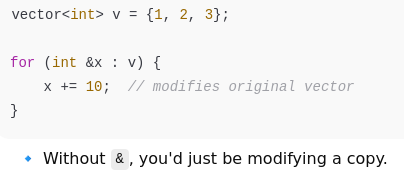 vector<int> v = {1, 2, 3};
for (int &x : v) {
    x += 10;  // modifies original vector
}
🔹 Without &, you'd just be modifying a copy.